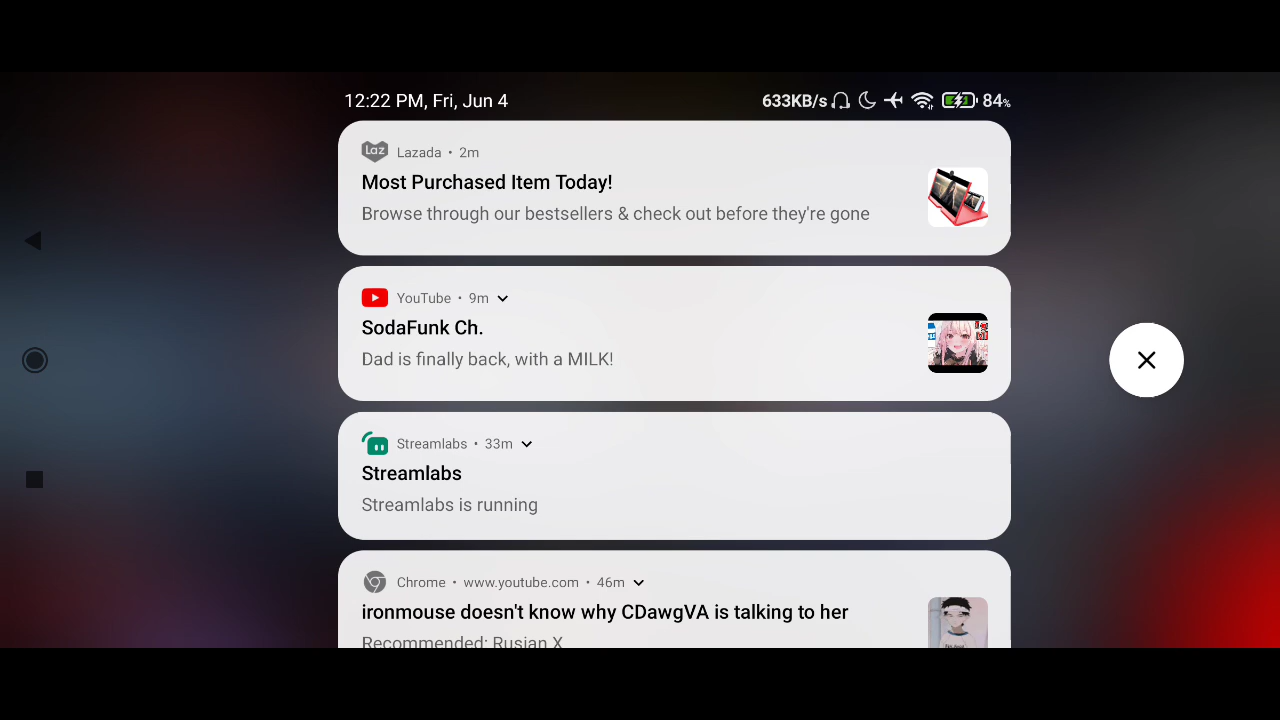 12:22 PM, Fri, Jun 4
633KB/s 84%
Laz Lazada • 2m
Most Purchased Item Today!
Browse through our bestsellers & check out before they're gone
YouTube • 9m
SodaFunk Ch.
Dad is finally back, with a MILK!
Streamlabs • 33m
Streamlabs
Streamlabs is running
Chrome • www.youtube.com • 46m
ironmouse doesn't know why CDawgVA is talking to her
Recommended: Rusian X